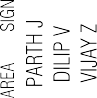 AREA SIGN
PARTH J
DILIP V
VIJAY Z